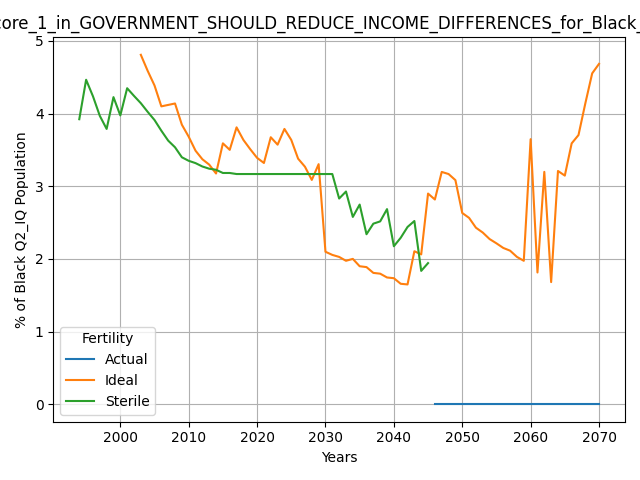 core_1_in_GOVERNMENT_SHOULD_REDUCE_INCOME_DIFFERENCES_for_Black_
5
4
3
2
1
0
% of Black Q2_IQ Population
Fertility
Actual
Ideal
Sterile
2000 2010 2020 2030 2040 2050 2060 2070
Years